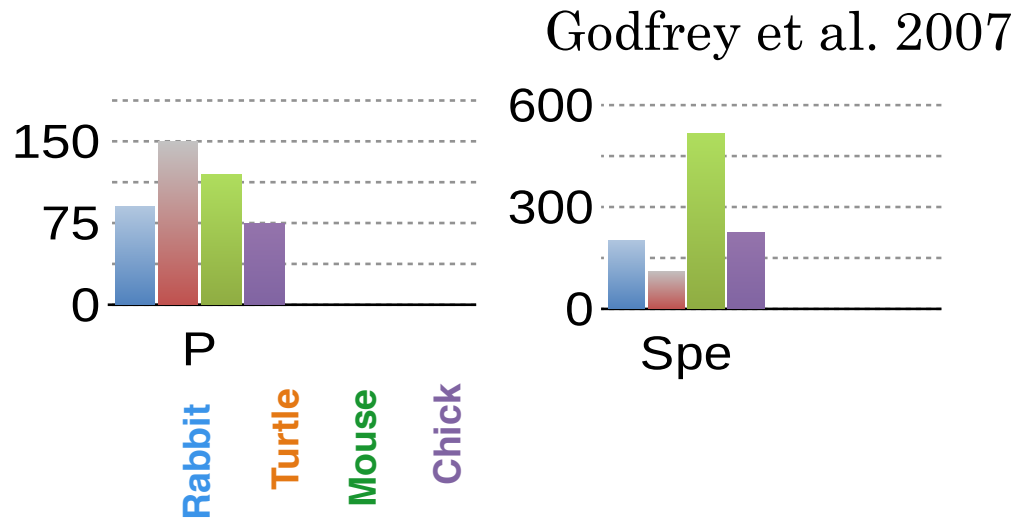 Godfrey et al. 2007
150
75
0
P
600
300
0
Spe
Rabbit
Turtle
Mouse
Chick